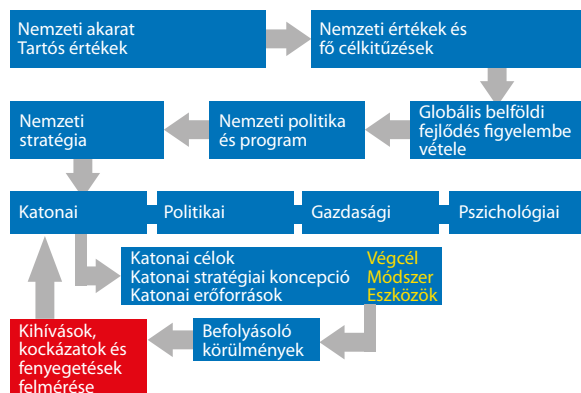 Nemzeti akarat
Tartós értékek
Nemzeti értékek és
fő célkitűzések
Globális belföldi
fejlődés figyelembe
vétele
Nemzeti politika
és program
Nemzeti
stratégia
Katonai
Politikai
Gazdasági
Pszichológiai
Katonai célok Végcél
Katonai stratégiai koncepció Módszer
Katonai erőforrások Eszközök
Befolyásoló
körülmények
Kihívások,
kockázatok és
fenyegetések
felmérése